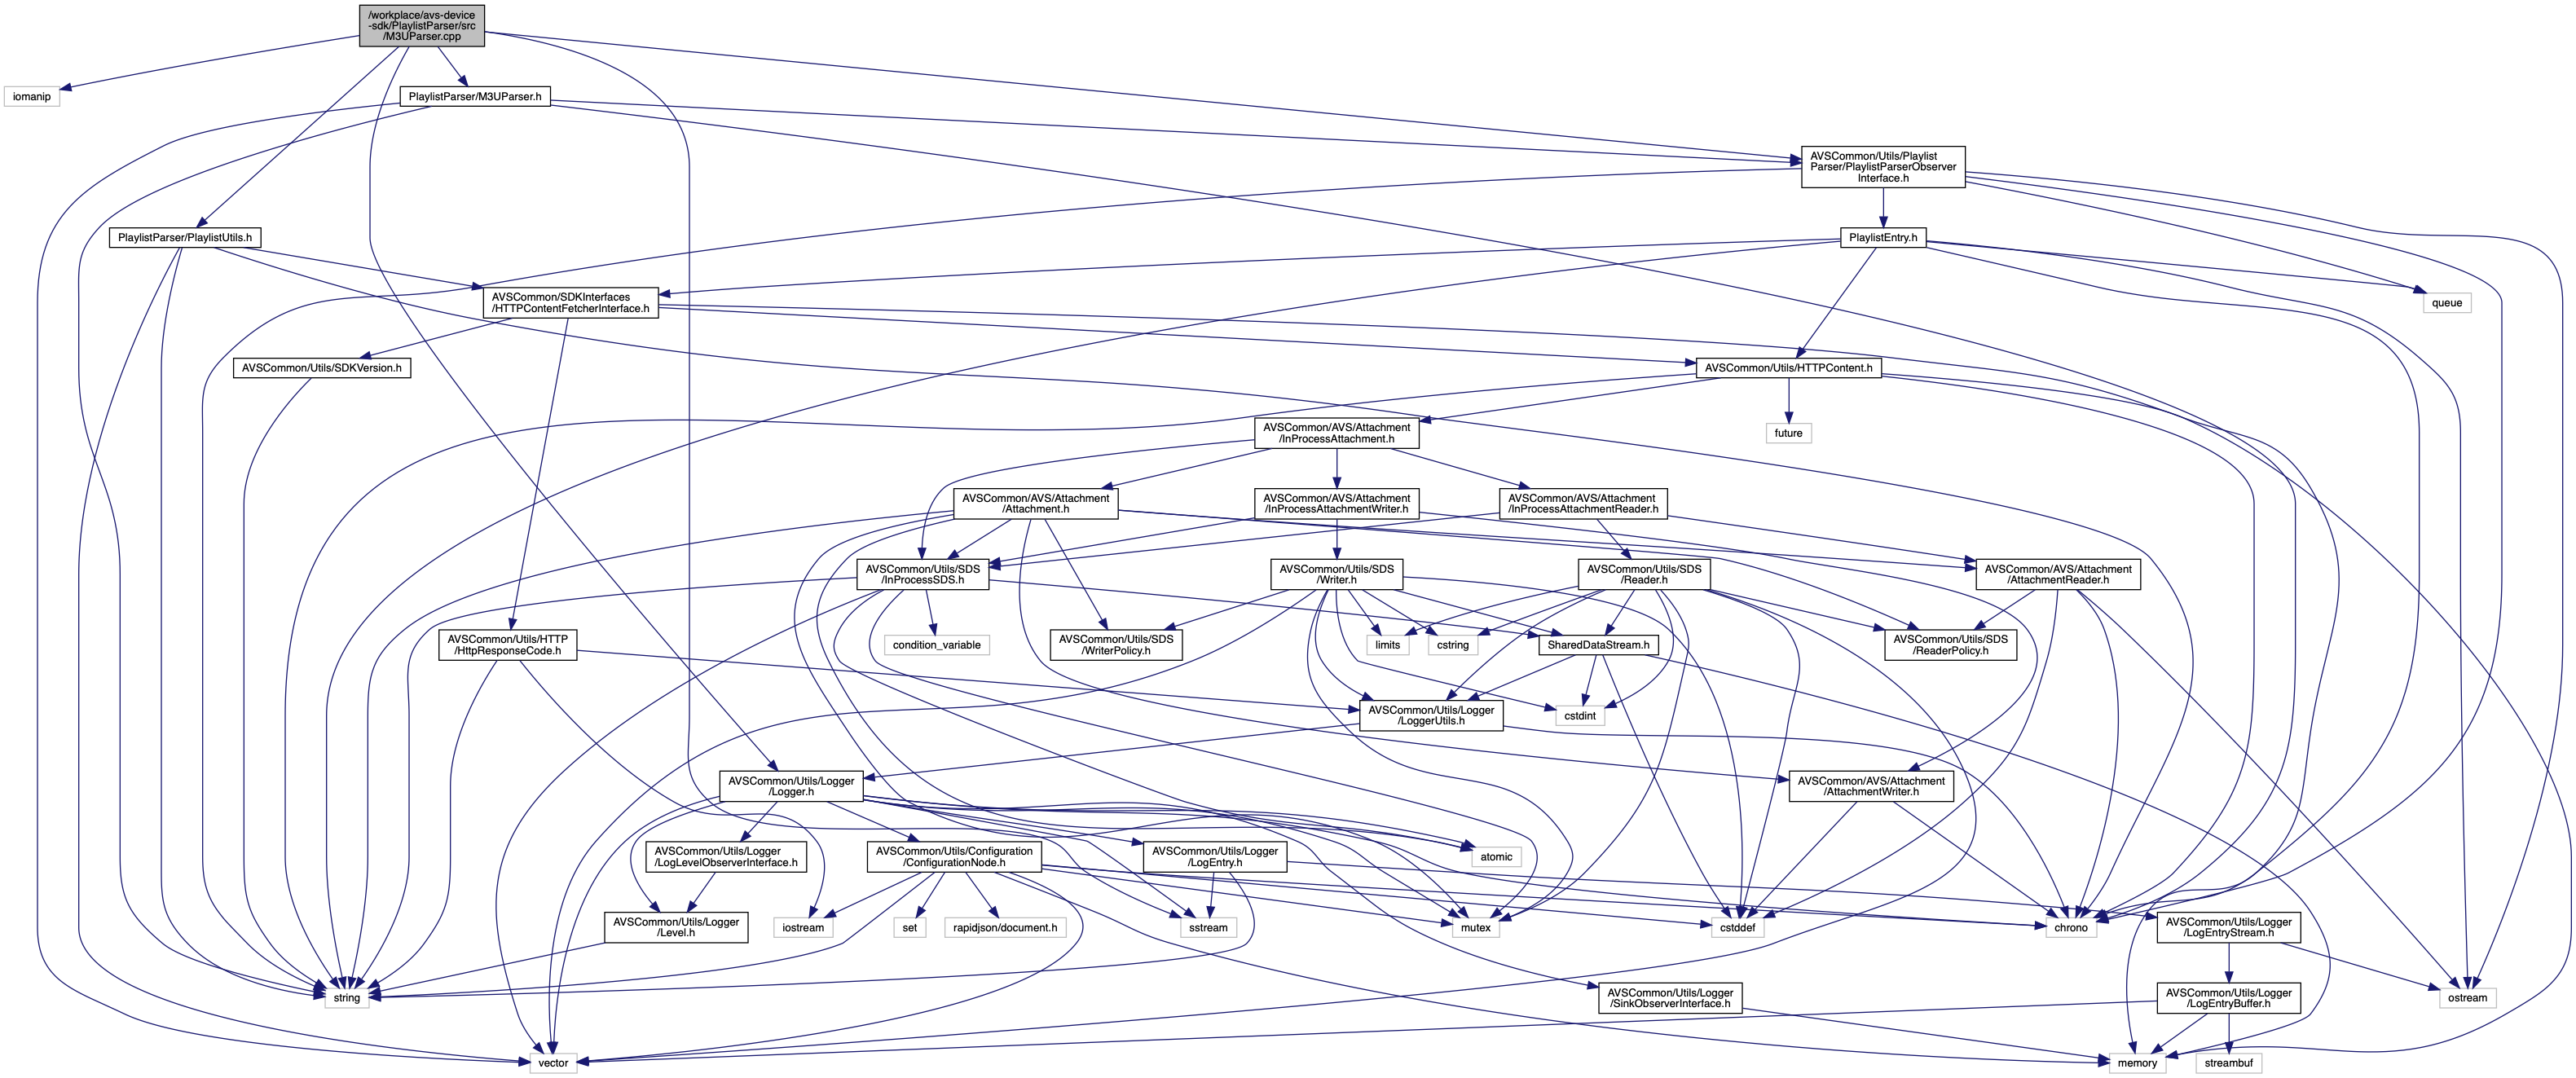 /workplace/avs-device
-sdk/PlaylistParser/src
/M3UParser.cpp
iomanip
PlaylistParser/M3UParser.h
AVSCommon/Utils/Playlist
Parser/PlaylistParserObserver
Interface.h
PlaylistParser/PlaylistUtils.h
PlaylistEntry.h
AVSCommon/SDKInterfaces
/HTTPContentFetcherInterface.h
queue
AVSCommon/Utils/SDKVersion.h
AVSCommon/Utils/HTTPContent.h
AVSCommon/AVS/Attachment
/InProcessAttachment.h
future
AVSCommon/AVS/Attachment
/Attachment.h
AVSCommon/AVS/Attachment
/InProcessAttachmentWriter.h
AVSCommon/AVS/Attachment
/InProcessAttachmentReader.h
AVSCommon/Utils/SDS
/InProcessSDS.h
AVSCommon/Utils/SDS
/Writer.h
AVSCommon/Utils/SDS
/Reader.h
AVSCommon/AVS/Attachment
/AttachmentReader.h
AVSCommon/Utils/HTTP
/HttpResponseCode.h
condition_variable
AVSCommon/Utils/SDS
/WriterPolicy.h
limits
cstring
SharedDataStream.h
AVSCommon/Utils/SDS
/ReaderPolicy.h
AVSCommon/Utils/Logger
/LoggerUtils.h
cstdint
AVSCommon/Utils/Logger
/Logger.h
AVSCommon/AVS/Attachment
/AttachmentWriter.h
AVSCommon/Utils/Logger
/LogLevelObserverInterface.h
AVSCommon/Utils/Configuration
/ConfigurationNode.h
AVSCommon/Utils/Logger
/LogEntry.h
atomic
AVSCommon/Utils/Logger
/Level.h
iostream
set
rapidjson/document.h
sstream
mutex
cstddef
chrono
AVSCommon/Utils/Logger
/LogEntryStream.h
string
AVSCommon/Utils/Logger
/SinkObserverInterface.h
AVSCommon/Utils/Logger
/LogEntryBuffer.h
ostream
vector
memory
streambuf